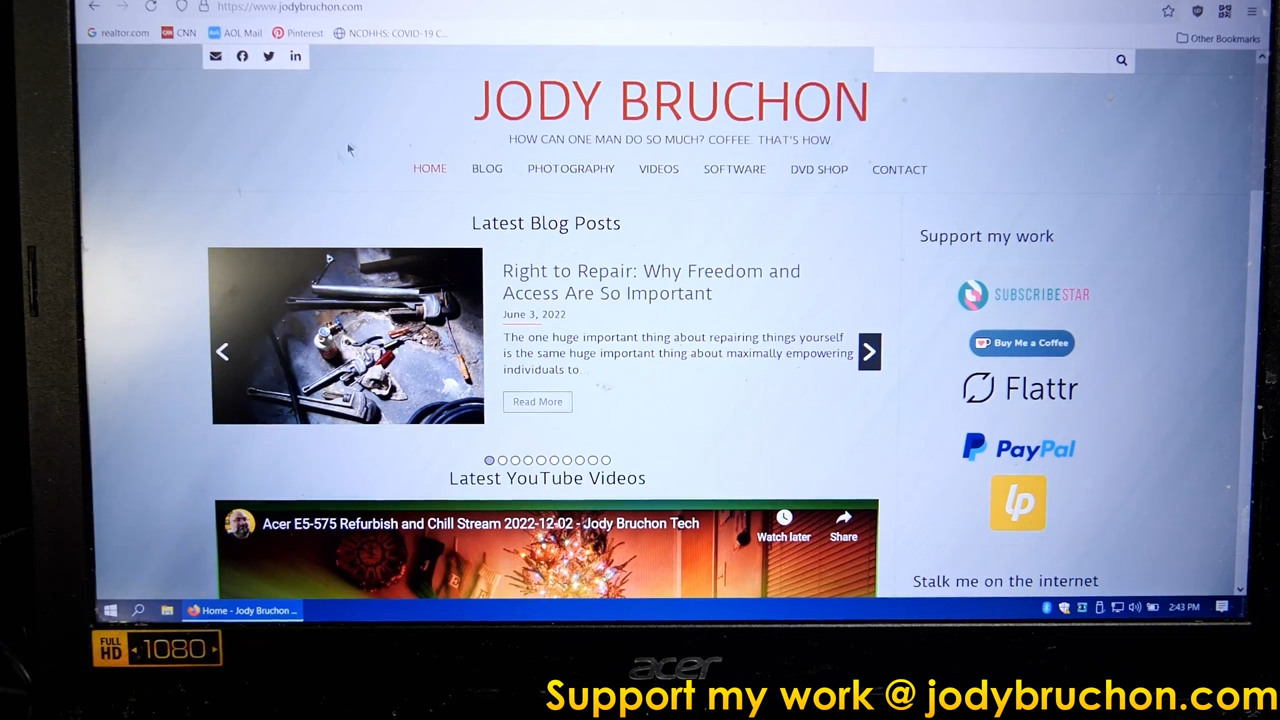 https://www.jodybruchon.com
realtor.com CNN AOL Mail Pinterest NCDHHS: COVID-19 C...
Other Bookmarks
JODY BRUCHON
HOW CAN ONE MAN DO SO MUCH? COFFEE. THAT'S HOW.
HOME BLOG PHOTOGRAPHY VIDEOS SOFTWARE DVD SHOP CONTACT
Latest Blog Posts
Right to Repair: Why Freedom and
Access Are So Important
June 3, 2022
The one huge important thing about repairing things yourself
is the same huge important thing about maximally empowering
individuals to
Read More
Latest YouTube Videos
Acer E5-575 Refurbish and Chill Stream 2022-12-02 - Jody Bruchon Tech
Watch later
Share
Support my work
SUBSCRIBESTAR
Buy Me a Coffee
Flattr
PayPal
lp
Stalk me on the internet
Home - Jody Bruchon ...
2:43 PM
FULL HD 1080
acer
Support my work @ jodybruchon.com